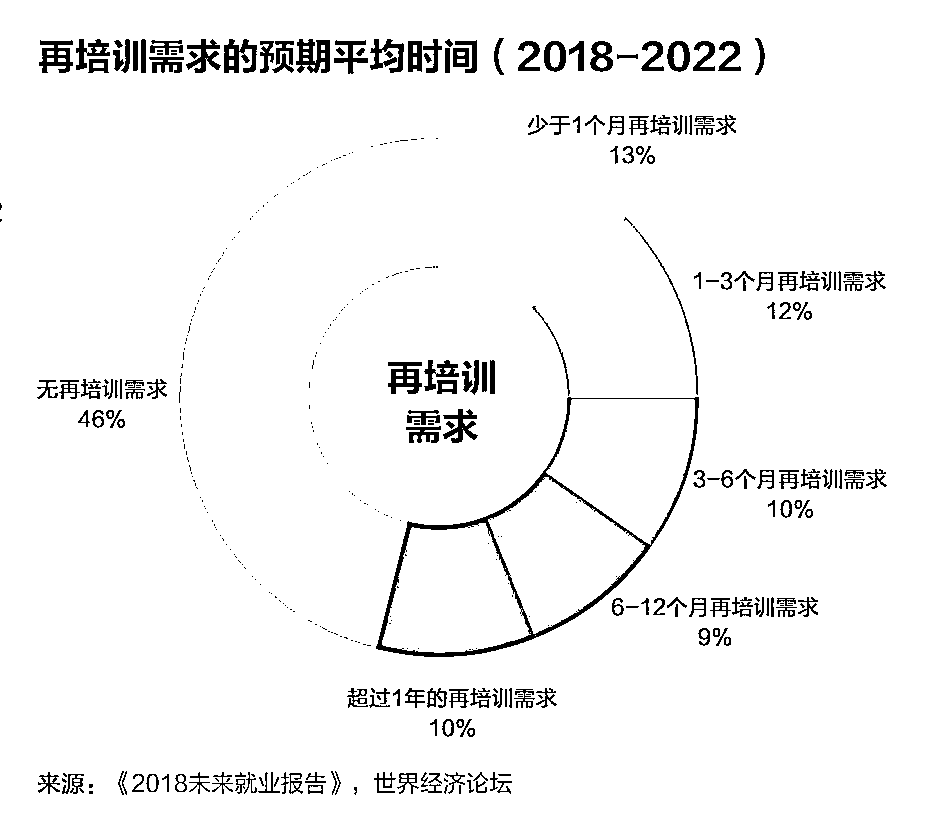 再培训需求的预期平均时间（2018-2022）
少于1个月再培训需求
13%
1-3个月再培训需求
12%
无再培训需求
46%
再培训
需求
3-6个月再培训需求
10%
6-12个月再培训需求
9%
超过1年的再培训需求
10%
来源：《2018未来就业报告》，世界经济论坛